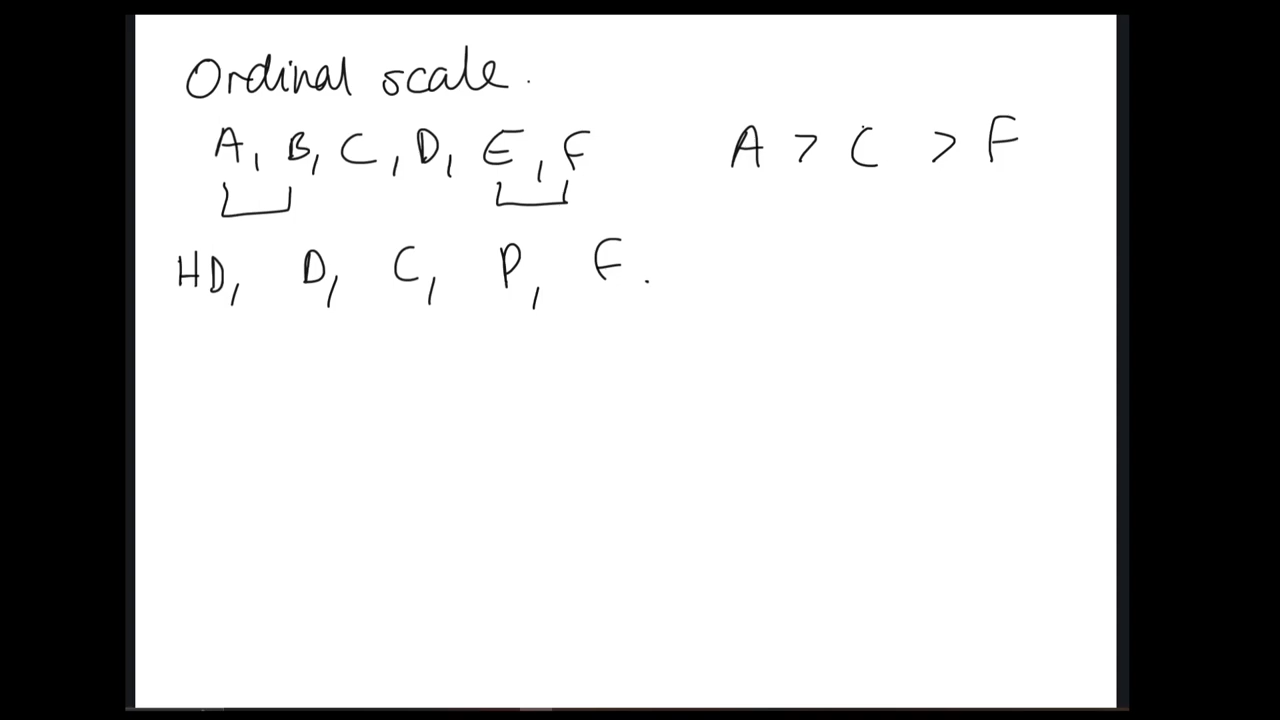 Ordinal scale.
A, B, C, D, E, F A > C > F
HD, D, C, P, F.